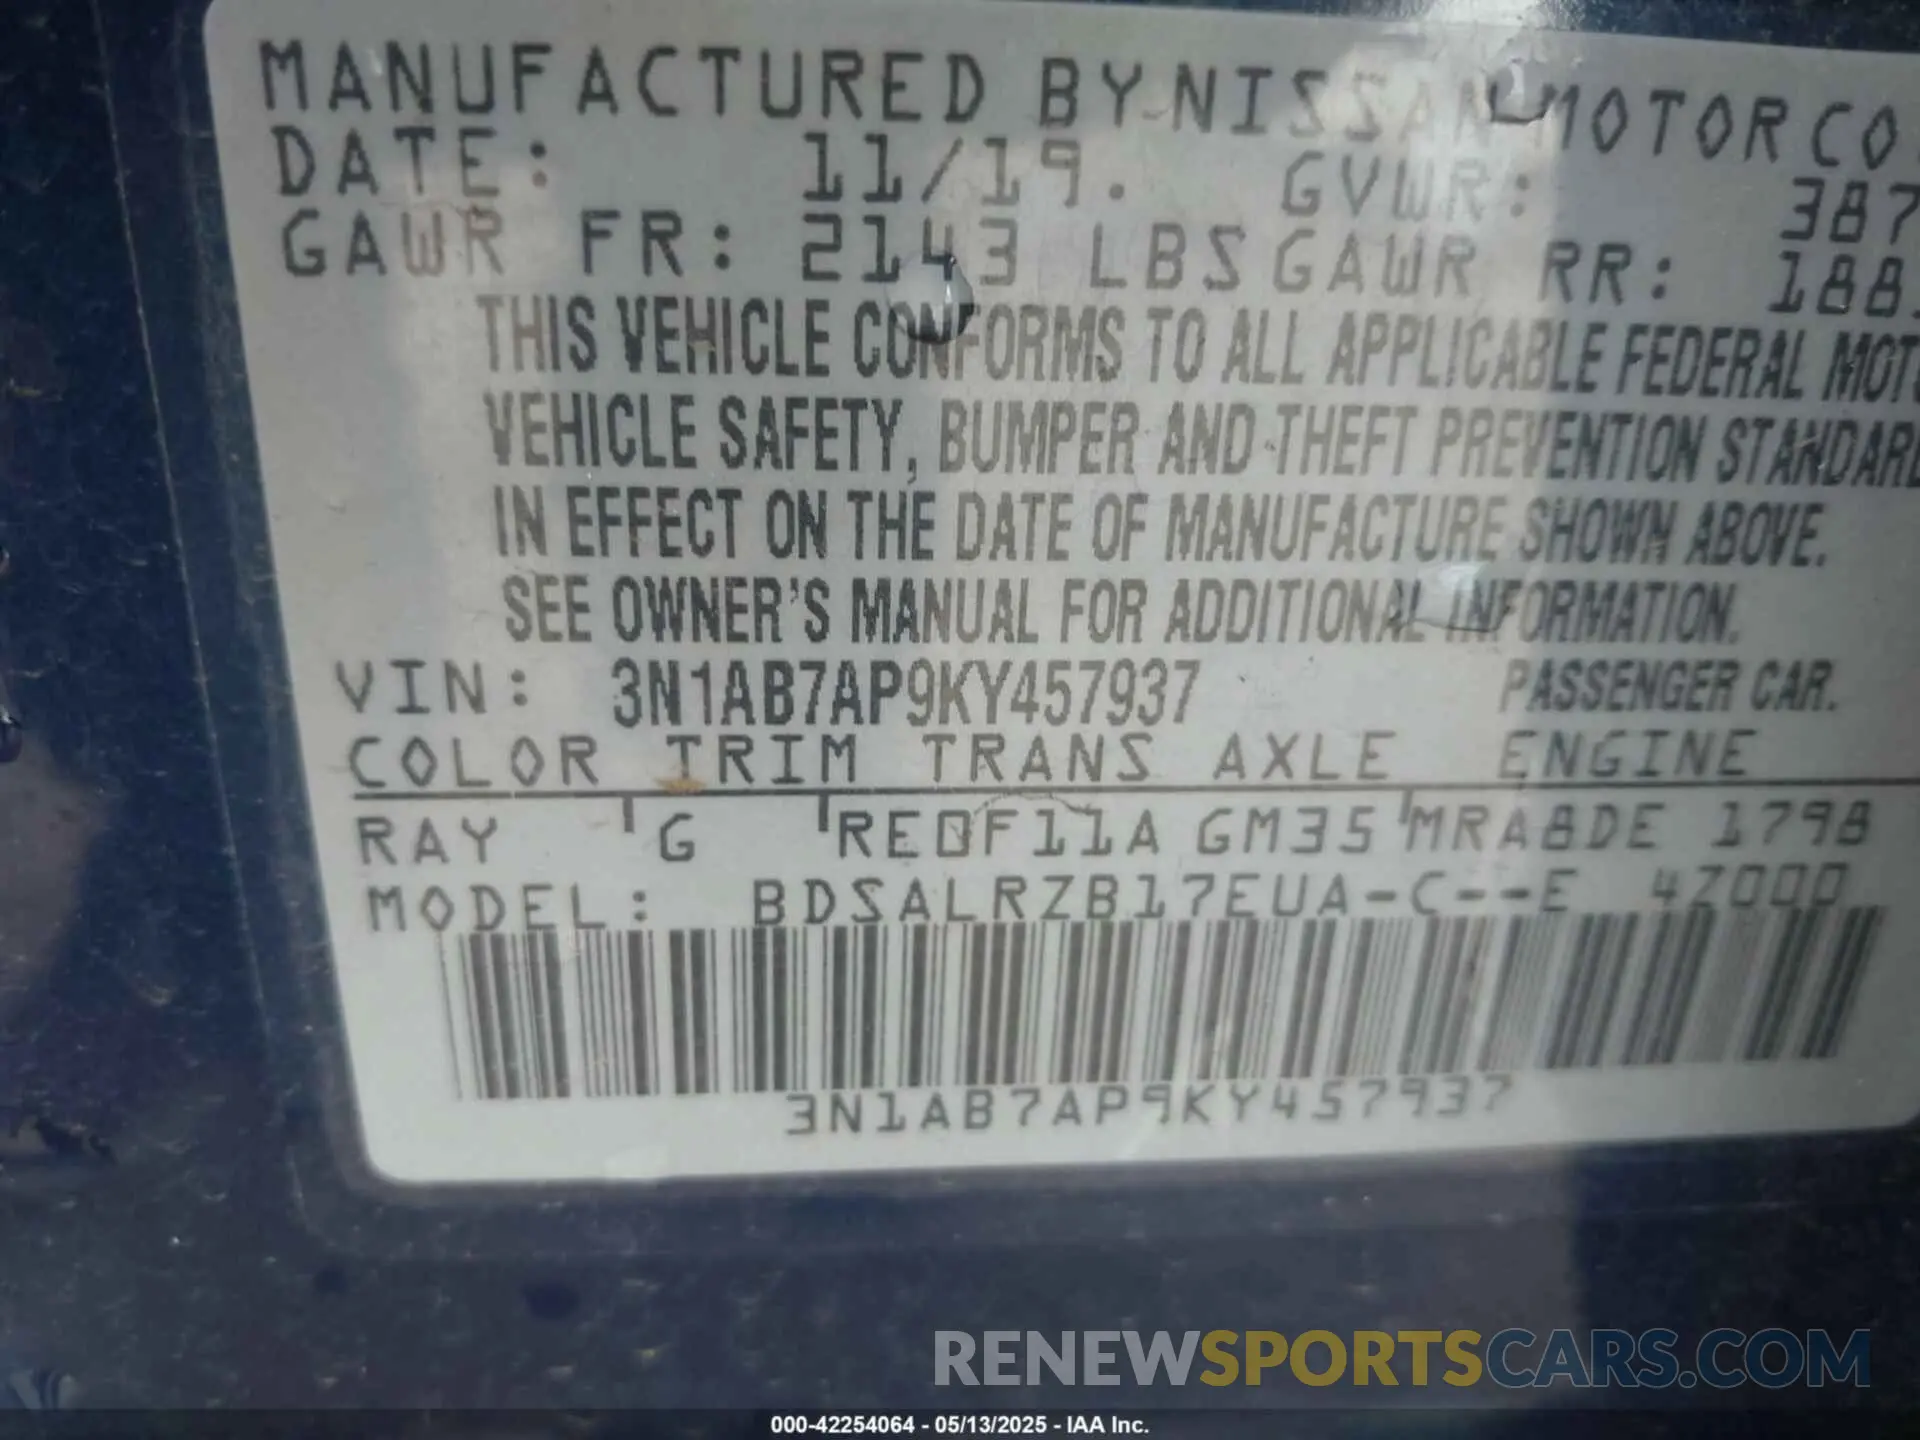 MANUFACTURED BY NISSAN MOTOR CO
DATE: 11/19. GVWR: 387
GAWR FR: 2143 LBS GAWR RR: 188
THIS VEHICLE CONFORMS TO ALL APPLICABLE FEDERAL MOT
VEHICLE SAFETY, BUMPER AND THEFT PREVENTION STANDARD
IN EFFECT ON THE DATE OF MANUFACTURE SHOWN ABOVE.
SEE OWNER'S MANUAL FOR ADDITIONAL INFORMATION.
VIN: 3N1AB7AP9KY457937 PASSENGER CAR.
COLOR TRIM TRANS AXLE ENGINE
RAY G RE0F11A GM35 MRA8DE 1798
MODEL: BDSALRZB17EUA-C--E 4Z000
3N1AB7AP9KY457937
RENEWSPORTSCARS.COM
000-42254064 - 05/13/2025 - IAA Inc.